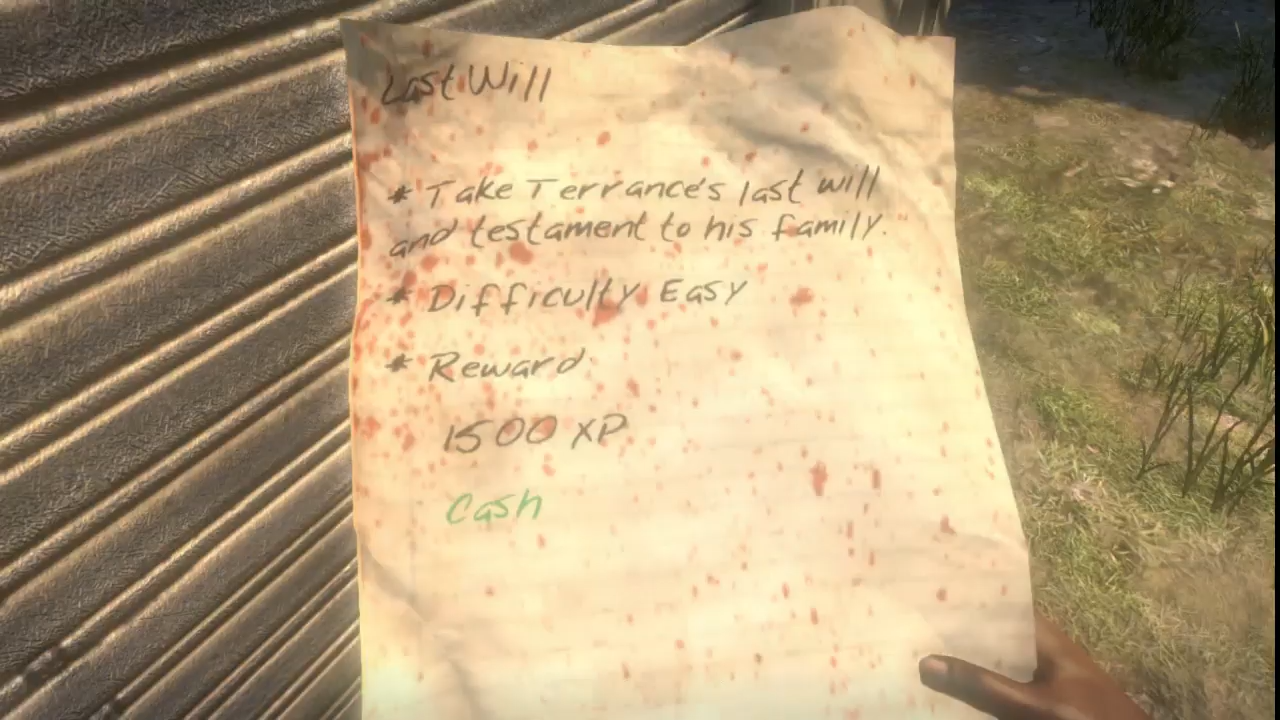 Last Will
* Take Terrance's last will
and testament to his family.
* Difficulty Easy
* Reward
1500 XP
Cash